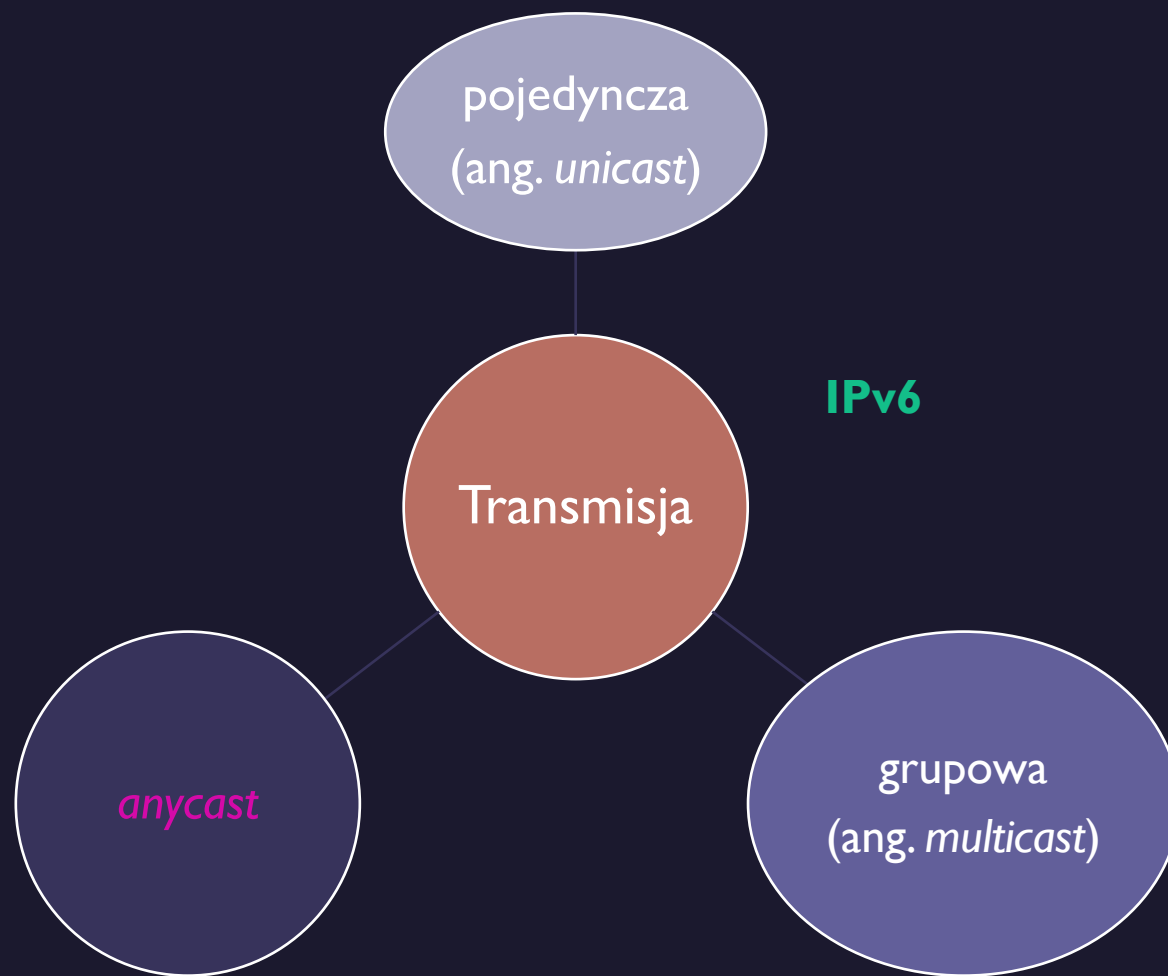 pojedyncza
(ang. unicast)
IPv6
Transmisja
anycast
grupowa
(ang. multicast)